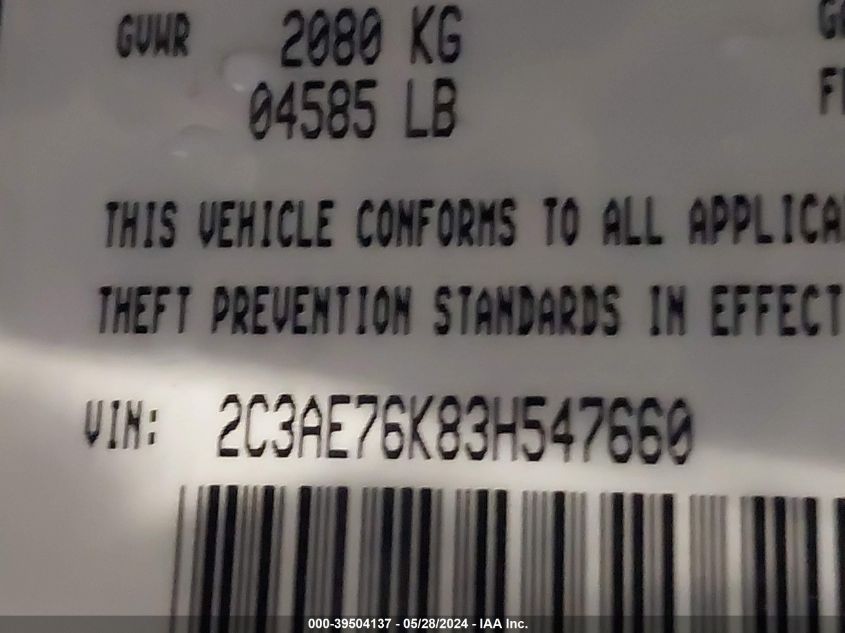 GVWR 2080 KG
04585 LB
THIS VEHICLE CONFORMS TO ALL
THEFT PREVENTION STANDARDS IN EFFECT
VIN: 2C3AE76K83H547660
000-39504137 - 05/28/2024 - IAA Inc.